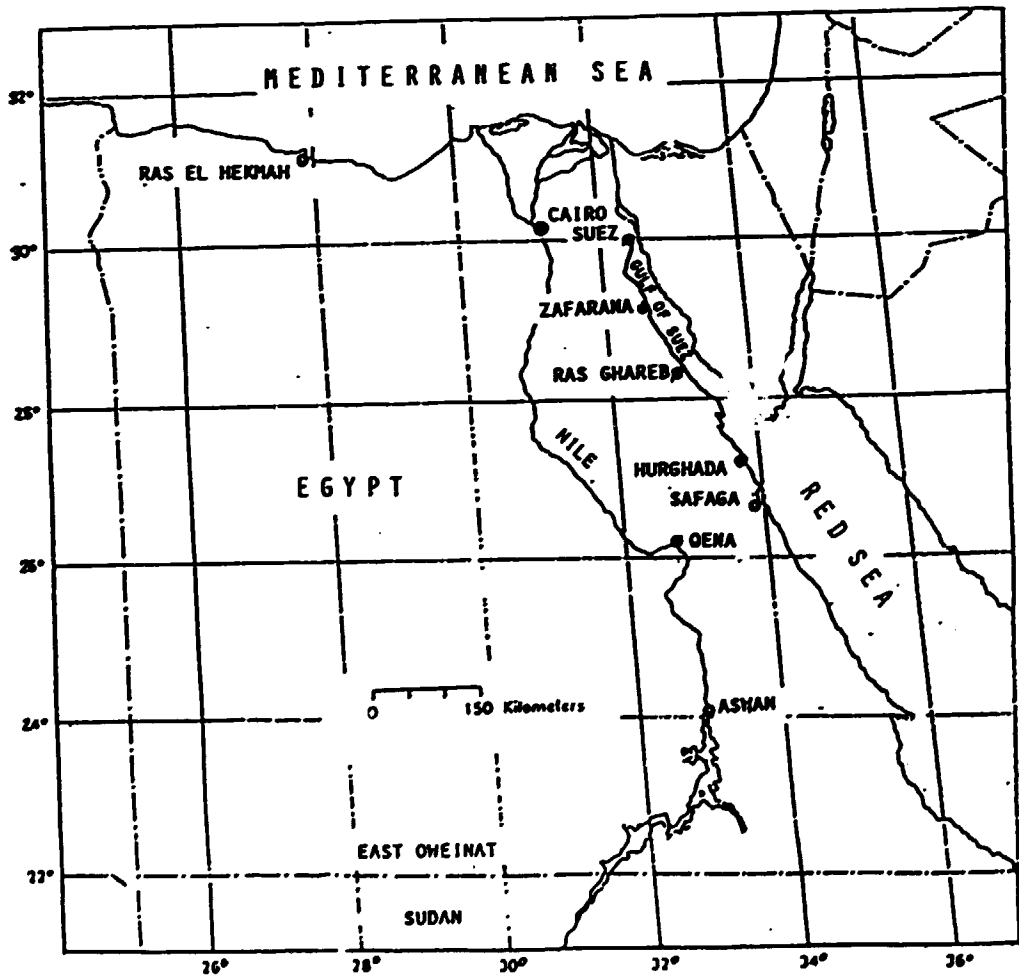 MEDITERRANEAN SEA
32°
RAS EL HEKMAH
CAIRO
SUEZ
30°
GULF OF SUEZ
ZAFARANA
RAS GHAREB
28°
NILE
HURGHADA
EGYPT
SAFAGA
RED SEA
QENA
26°
0 150 Kilometers
ASWAN
24°
EAST OWEINAT
22°
SUDAN
26° 28° 30° 32° 34° 36°